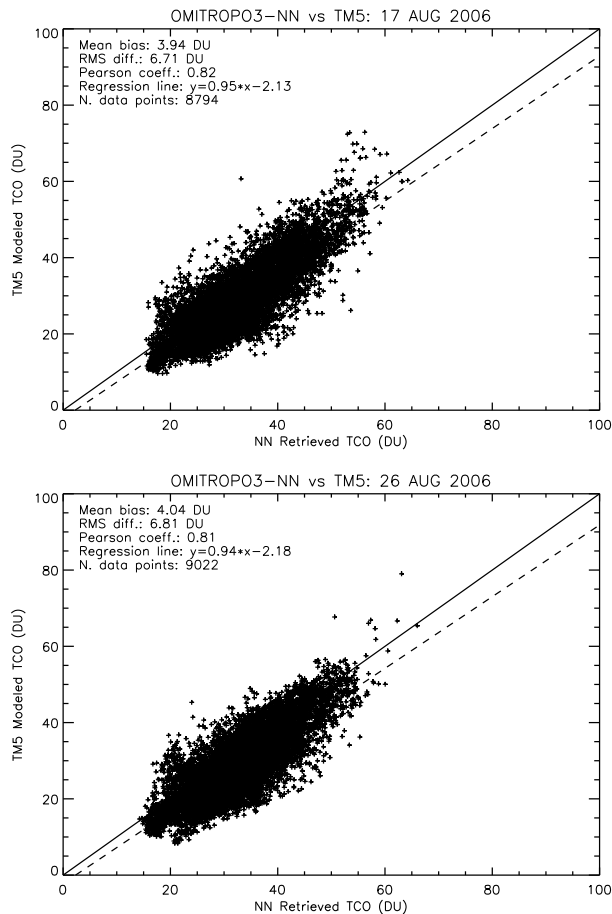 OMITROPO3-NN vs TM5: 17 AUG 2006
Mean bias: 3.94 DU
RMS diff.: 6.71 DU
Pearson coeff.: 0.82
Regression line: y=0.95*x-2.13
N. data points: 8794
100
80
60
40
20
0
TM5 Modeled TCO (DU)
0 20 40 60 80 100
NN Retrieved TCO (DU)
OMITROPO3-NN vs TM5: 26 AUG 2006
Mean bias: 4.04 DU
RMS diff.: 6.81 DU
Pearson coeff.: 0.81
Regression line: y=0.94*x-2.18
N. data points: 9022
100
80
60
40
20
0
TM5 Modeled TCO (DU)
0 20 40 60 80 100
NN Retrieved TCO (DU)